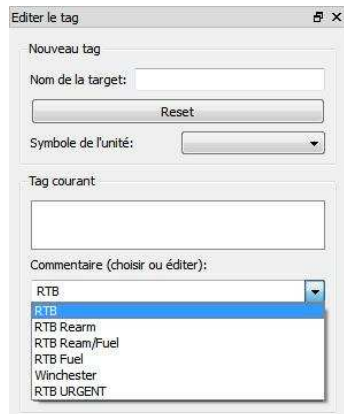 Editer le tag
Nouveau tag
Nom de la target:
Reset
Symbole de l'unité:
Tag courant
Commentaire (choisir ou éditer):
RTB
RTB
RTB Rearm
RTB Ream/Fuel
RTB Fuel
Winchester
RTB URGENT